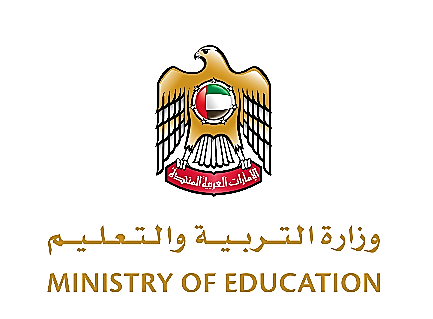 الإمارات العربية المتحدة
وزارة التربية والتعليم
MINISTRY OF EDUCATION